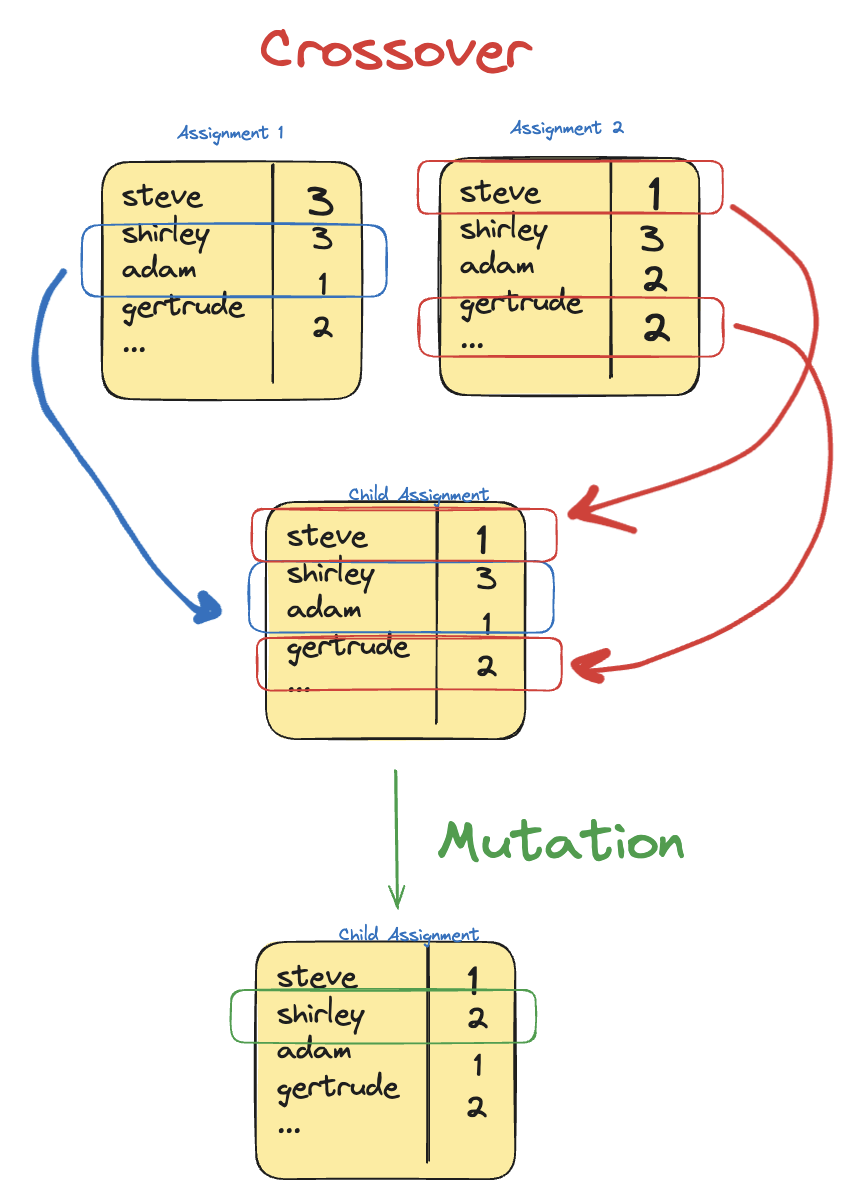 Crossover
Assignment 1
steve 3
shirley 3
adam 1
gertrude 2
...
Assignment 2
steve 1
shirley 3
adam 2
gertrude 2
...
Child Assignment
steve 1
shirley 3
adam 1
gertrude 2
...
Mutation
Child Assignment
steve 1
shirley 2
adam 1
gertrude 2
...